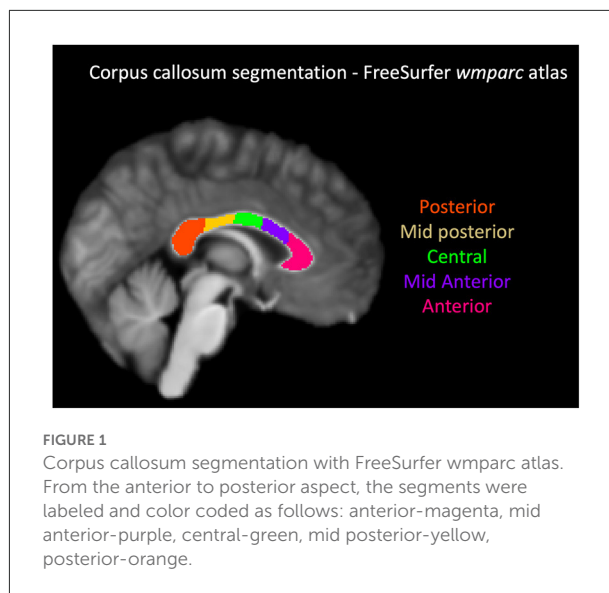 Corpus callosum segmentation - FreeSurfer wmparc atlas
Posterior
Mid posterior
Central
Mid Anterior
Anterior
FIGURE 1
Corpus callosum segmentation with FreeSurfer wmparc atlas.
From the anterior to posterior aspect, the segments were
labeled and color coded as follows: anterior-magenta, mid
anterior-purple, central-green, mid posterior-yellow,
posterior-orange.